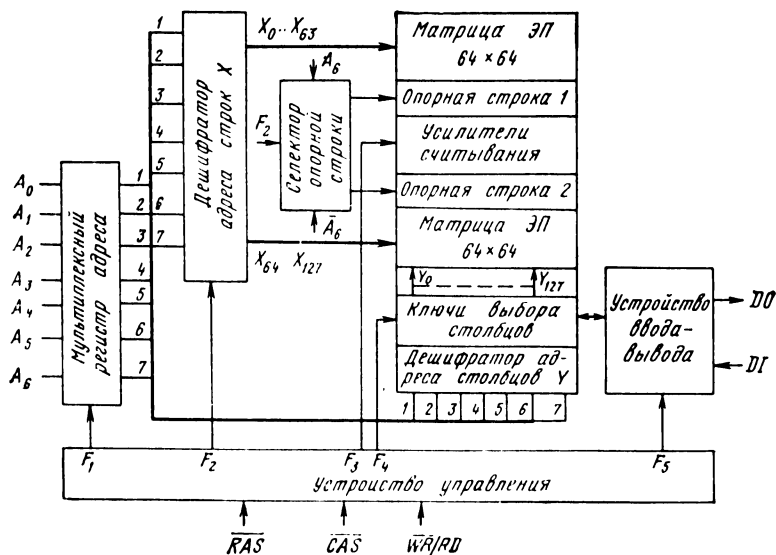 1
2
3
4
5
6
7
Дешифратор
адреса строк X
X₀..X₆₃
X₆₄ X₁₂₇
A₆
F₂
Селектор
опорной
строки
Ā₆
Матрица ЭП
64×64
Опорная строка 1
Усилители
считывания
Опорная строка 2
Матрица ЭП
64×64
Y₀
Y₁₂₇
Ключи выбора
столбцов
Дешифратор ад-
реса столбцов Y
1 2 3 4 5 6 7
A₀
A₁
A₂
A₃
A₄
A₅
A₆
Мультиплексный
регистр адреса
1
2
3
4
5
6
7
Устройство
ввода-
вывода
DO
DI
F₁ F₂ F₃ F₄ F₅
Устройство управления
R̅A̅S̅ C̅A̅S̅ W̅R̅/RD